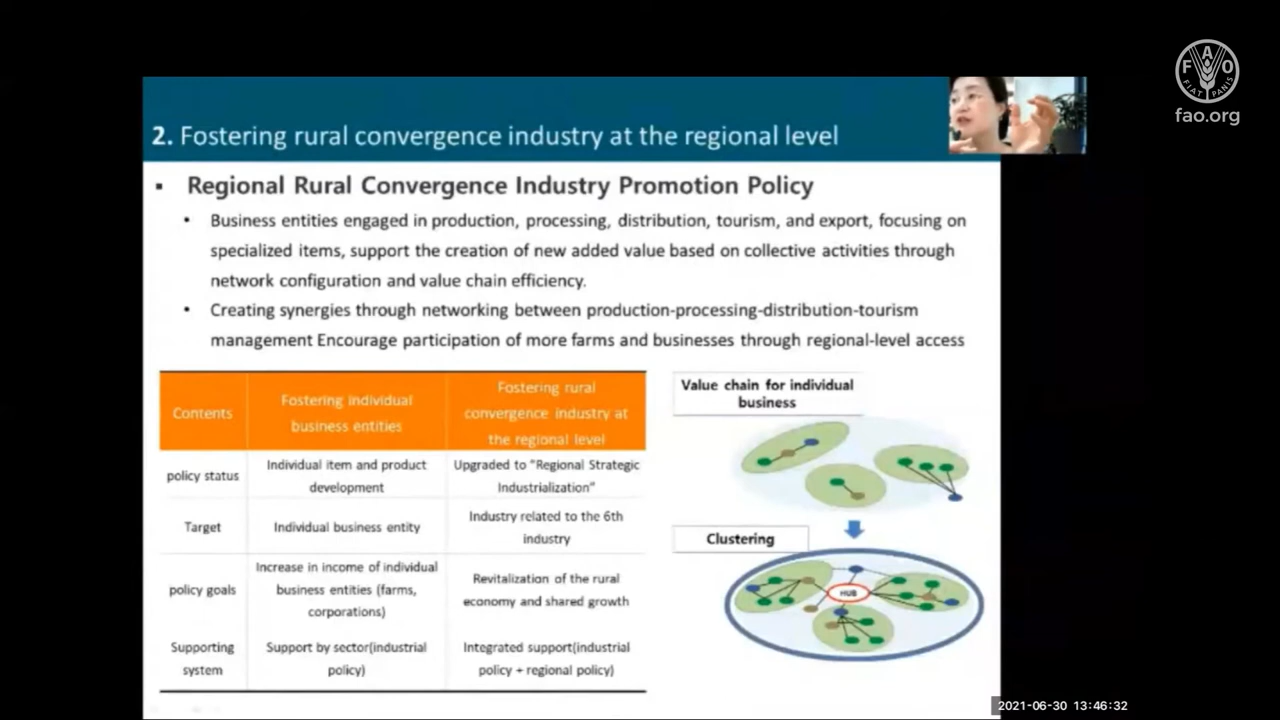 FAO
FIAT PANIS
fao.org
2. Fostering rural convergence industry at the regional level
▪ Regional Rural Convergence Industry Promotion Policy
• Business entities engaged in production, processing, distribution, tourism, and export, focusing on
specialized items, support the creation of new added value based on collective activities through
network configuration and value chain efficiency.
• Creating synergies through networking between production-processing-distribution-tourism
management Encourage participation of more farms and businesses through regional-level access
Contents
Fostering individual
business entities
Fostering rural
convergence industry at
the regional level
policy status
Individual item and product
development
Upgraded to "Regional Strategic
Industrialization"
Target
Individual business entity
Industry related to the 6th
industry
policy goals
Increase in income of individual
business entities (farms,
corporations)
Revitalization of the rural
economy and shared growth
Supporting
system
Support by sector(industrial
policy)
Integrated support(industrial
policy + regional policy)
Value chain for individual
business
Clustering
HUB
2021-06-30 13:46:32